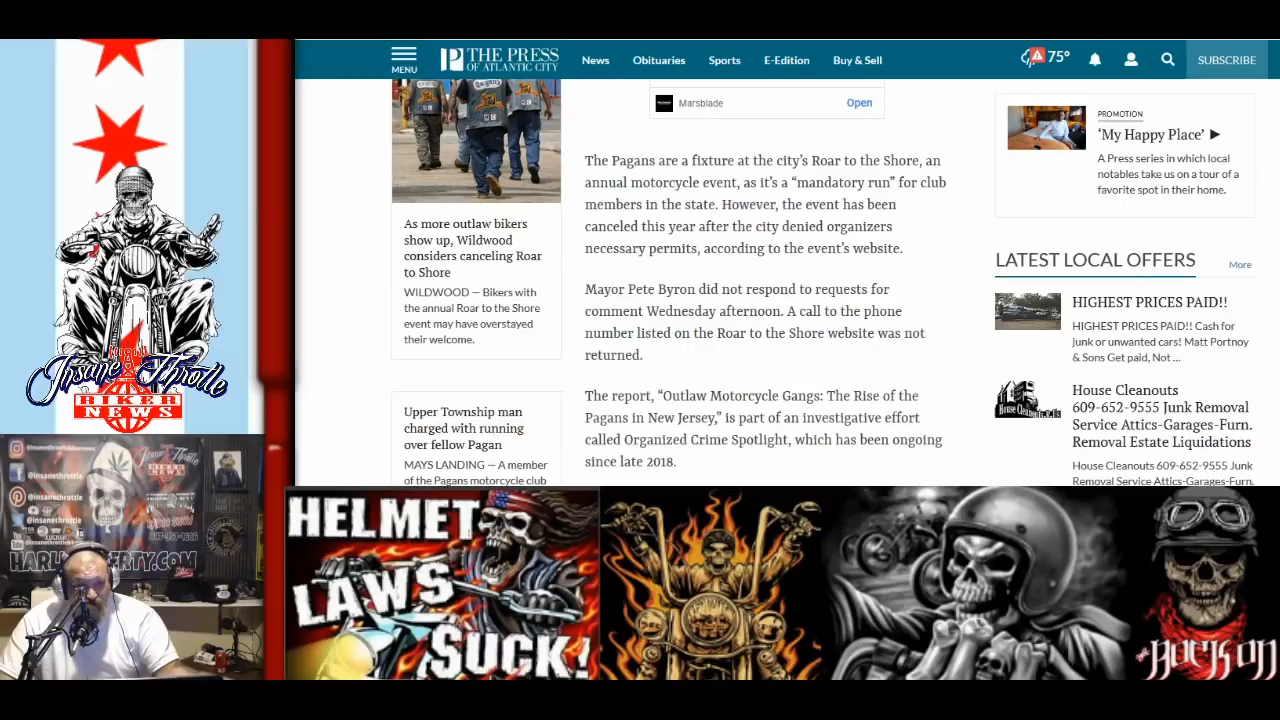 MENU
THE PRESS
OF ATLANTIC CITY
News
Obituaries
Sports
E-Edition
Buy & Sell
75°
SUBSCRIBE
Marsblade
Open
As more outlaw bikers
show up, Wildwood
considers canceling Roar
to Shore
WILDWOOD — Bikers with
the annual Roar to the Shore
event may have overstayed
their welcome.
Upper Township man
charged with running
over fellow Pagan
MAYS LANDING — A member
of the Pagans motorcycle club
The Pagans are a fixture at the city’s Roar to the Shore, an
annual motorcycle event, as it’s a “mandatory run” for club
members in the state. However, the event has been
canceled this year after the city denied organizers
necessary permits, according to the event’s website.
Mayor Pete Byron did not respond to requests for
comment Wednesday afternoon. A call to the phone
number listed on the Roar to the Shore website was not
returned.
The report, “Outlaw Motorcycle Gangs: The Rise of the
Pagans in New Jersey,” is part of an investigative effort
called Organized Crime Spotlight, which has been ongoing
since late 2018.
PROMOTION
‘My Happy Place’
A Press series in which local
notables take us on a tour of a
favorite spot in their home.
LATEST LOCAL OFFERS
More
HIGHEST PRICES PAID!!
HIGHEST PRICES PAID!! Cash for
junk or unwanted cars! Matt Portnoy
& Sons Get paid, Not ...
House Cleanouts
609-652-9555 Junk Removal
Service Attics-Garages-Furn.
Removal Estate Liquidations
House Cleanouts 609-652-9555 Junk
Removal Service Attics-Garages-Furn.
Insane Throttle
BIKER
NEWS
@insanethrottle
HELMET
LAWS
SUCK!